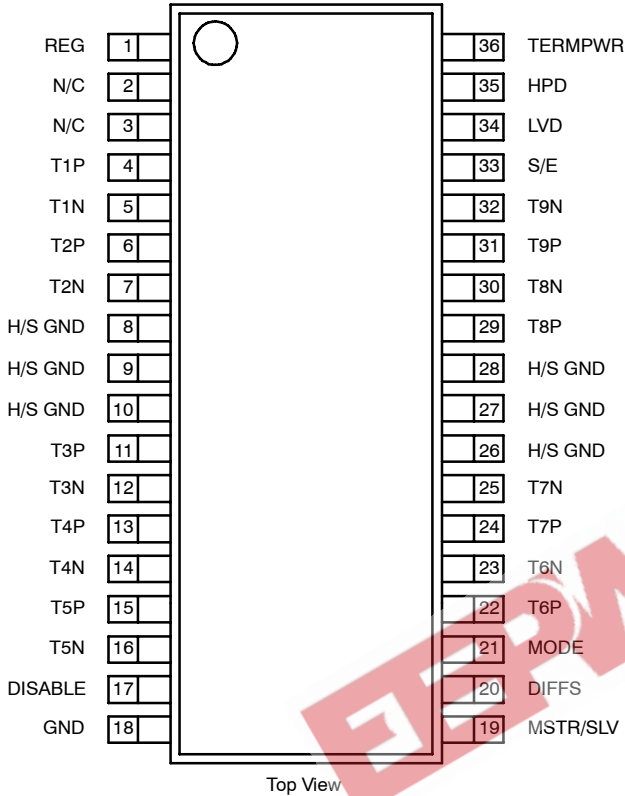 REG 1 36 TERMPWR
N/C 2 35 HPD
N/C 3 34 LVD
T1P 4 33 S/E
T1N 5 32 T9N
T2P 6 31 T9P
T2N 7 30 T8N
H/S GND 8 29 T8P
H/S GND 9 28 H/S GND
H/S GND 10 27 H/S GND
T3P 11 26 H/S GND
T3N 12 25 T7N
T4P 13 24 T7P
T4N 14 23 T6N
T5P 15 22 T6P
T5N 16 21 MODE
DISABLE 17 20 DIFFS
GND 18 19 MSTR/SLV
Top View